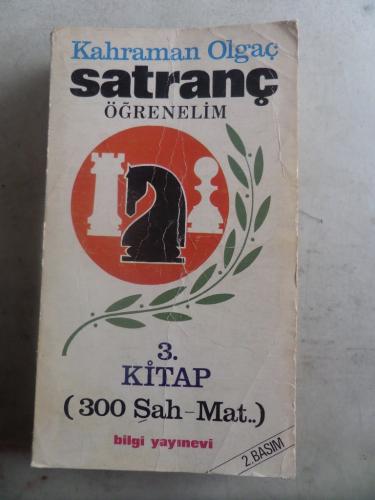 Kahraman Olgaç
satranç
ÖĞRENELİM
3.
KİTAP
(300 Şah-Mat..)
bilgi yayınevi
2. BASIM